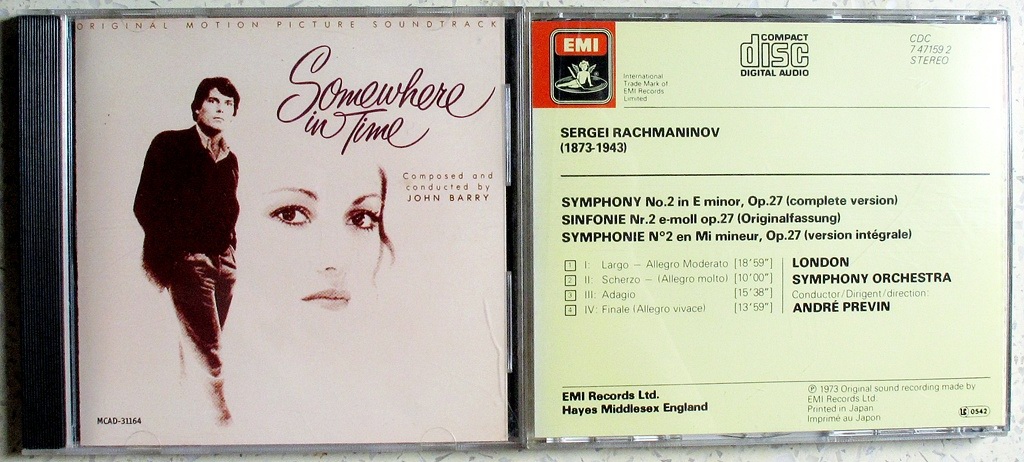 ORIGINAL MOTION PICTURE SOUNDTRACK
Somewhere
in Time
Composed and
conducted by
JOHN BARRY
MCAD-31164
EMI
International
Trade Mark of
EMI Records
Limited
COMPACT
disc
DIGITAL AUDIO
CDC
7 47159 2
STEREO
SERGEI RACHMANINOV
(1873-1943)
SYMPHONY No.2 in E minor, Op.27 (complete version)
SINFONIE Nr.2 e-moll op.27 (Originalfassung)
SYMPHONIE Nº2 en Mi mineur, Op.27 (version intégrale)
1 I: Largo – Allegro Moderato [18'59"]
2 II: Scherzo – (Allegro molto) [10'00"]
3 III: Adagio [15'38"]
4 IV: Finale (Allegro vivace) [13'59"]
LONDON
SYMPHONY ORCHESTRA
Conductor/Dirigent/direction:
ANDRÉ PREVIN
EMI Records Ltd.
Hayes Middlesex England
℗ 1973 Original sound recording made by
EMI Records Ltd.
Printed in Japan
Imprimé au Japon
LC 0542